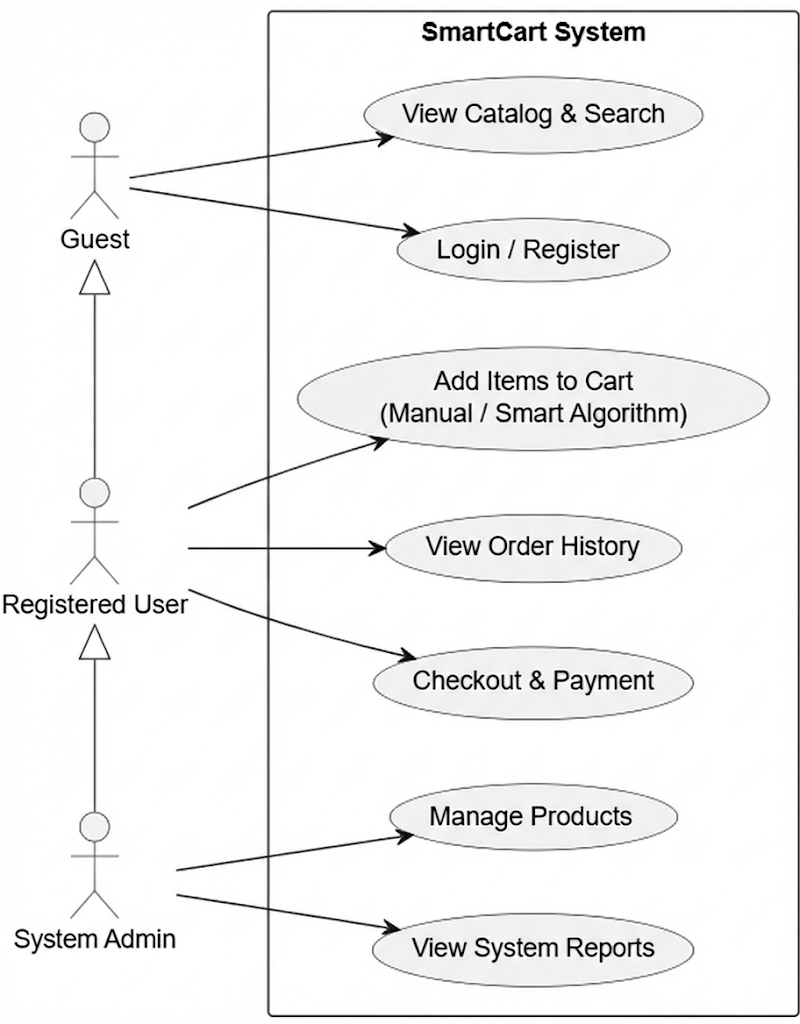 SmartCart System
View Catalog & Search
Guest
Login / Register
Add Items to Cart
(Manual / Smart Algorithm)
View Order History
Registered User
Checkout & Payment
Manage Products
System Admin
View System Reports